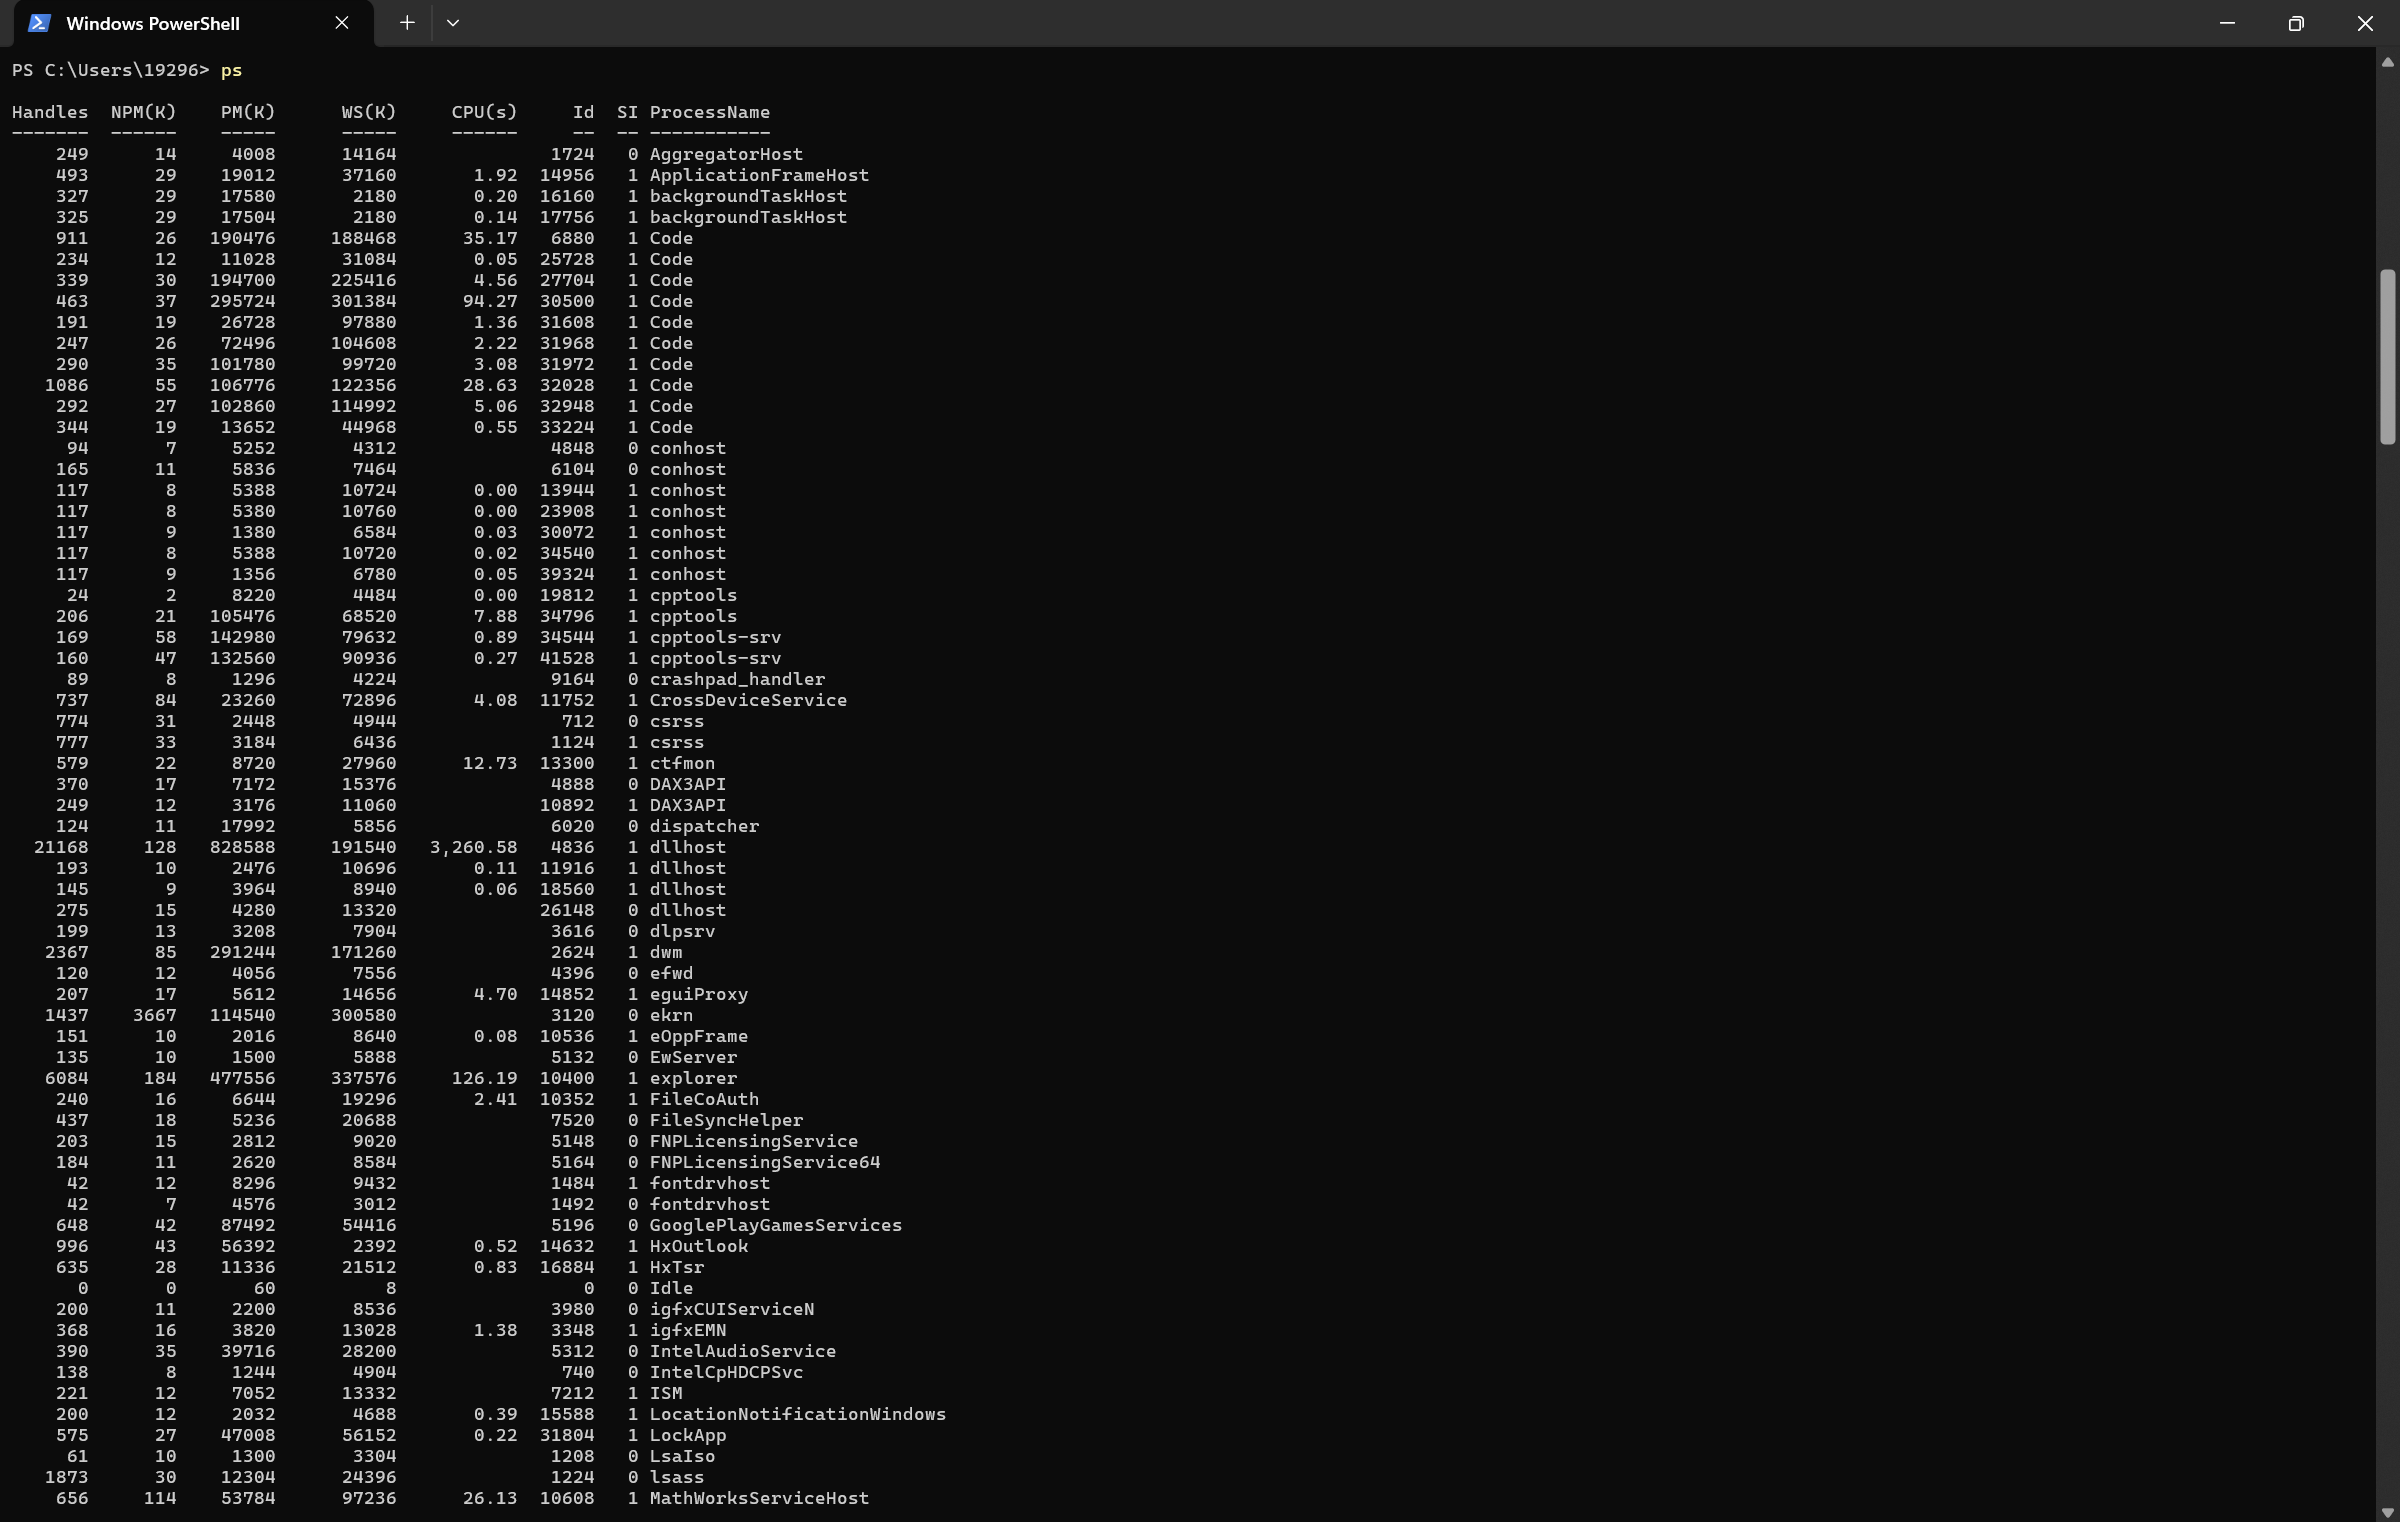 Windows PowerShell
PS C:\Users\19296> ps
Handles  NPM(K)    PM(K)      WS(K)     CPU(s)     Id  SI ProcessName
-------  ------    -----      -----     ------     --  -- -----------
    249      14     4008      14164              1724   0 AggregatorHost
    493      29    19012      37160       1.92  14956   1 ApplicationFrameHost
    327      29    17580       2180       0.20  16160   1 backgroundTaskHost
    325      29    17504       2180       0.14  17756   1 backgroundTaskHost
    911      26   190476     188468      35.17   6880   1 Code
    234      12    11028      31084       0.05  25728   1 Code
    339      30   194700     225416       4.56  27704   1 Code
    463      37   295724     301384      94.27  30500   1 Code
    191      19    26728      97880       1.36  31608   1 Code
    247      26    72496     104608       2.22  31968   1 Code
    290      35   101780      99720       3.08  31972   1 Code
   1086      55   106776     122356      28.63  32028   1 Code
    292      27   102860     114992       5.06  32948   1 Code
    344      19    13652      44968       0.55  33224   1 Code
     94       7     5252       4312              4848   0 conhost
    165      11     5836       7464              6104   0 conhost
    117       8     5388      10724       0.00  13944   1 conhost
    117       8     5380      10760       0.00  23908   1 conhost
    117       9     1380       6584       0.03  30072   1 conhost
    117       8     5388      10720       0.02  34540   1 conhost
    117       9     1356       6780       0.05  39324   1 conhost
     24       2     8220       4484       0.00  19812   1 cpptools
    206      21   105476      68520       7.88  34796   1 cpptools
    169      58   142980      79632       0.89  34544   1 cpptools-srv
    160      47   132560      90936       0.27  41528   1 cpptools-srv
     89       8     1296       4224              9164   0 crashpad_handler
    737      84    23260      72896       4.08  11752   1 CrossDeviceService
    774      31     2448       4944               712   0 csrss
    777      33     3184       6436              1124   1 csrss
    579      22     8720      27960      12.73  13300   1 ctfmon
    370      17     7172      15376              4888   0 DAX3API
    249      12     3176      11060             10892   1 DAX3API
    124      11    17992       5856              6020   0 dispatcher
  21168     128   828588     191540   3,260.58   4836   1 dllhost
    193      10     2476      10696       0.11  11916   1 dllhost
    145       9     3964       8940       0.06  18560   1 dllhost
    275      15     4280      13320             26148   0 dllhost
    199      13     3208       7904              3616   0 dlpsrv
   2367      85   291244     171260              2624   1 dwm
    120      12     4056       7556              4396   0 efwd
    207      17     5612      14656       4.70  14852   1 eguiProxy
   1437    3667   114540     300580              3120   0 ekrn
    151      10     2016       8640       0.08  10536   1 eOppFrame
    135      10     1500       5888              5132   0 EwServer
   6084     184   477556     337576     126.19  10400   1 explorer
    240      16     6644      19296       2.41  10352   1 FileCoAuth
    437      18     5236      20688              7520   0 FileSyncHelper
    203      15     2812       9020              5148   0 FNPLicensingService
    184      11     2620       8584              5164   0 FNPLicensingService64
     42      12     8296       9432              1484   1 fontdrvhost
     42       7     4576       3012              1492   0 fontdrvhost
    648      42    87492      54416              5196   0 GooglePlayGamesServices
    996      43    56392       2392       0.52  14632   1 HxOutlook
    635      28    11336      21512       0.83  16884   1 HxTsr
      0       0       60          8                 0   0 Idle
    200      11     2200       8536              3980   0 igfxCUIServiceN
    368      16     3820      13028       1.38   3348   1 igfxEMN
    390      35    39716      28200              5312   0 IntelAudioService
    138       8     1244       4904               740   0 IntelCpHDCPSvc
    221      12     7052      13332              7212   1 ISM
    200      12     2032       4688       0.39  15588   1 LocationNotificationWindows
    575      27    47008      56152       0.22  31804   1 LockApp
     61      10     1300       3304              1208   0 LsaIso
   1873      30    12304      24396              1224   0 lsass
    656     114    53784      97236      26.13  10608   1 MathWorksServiceHost